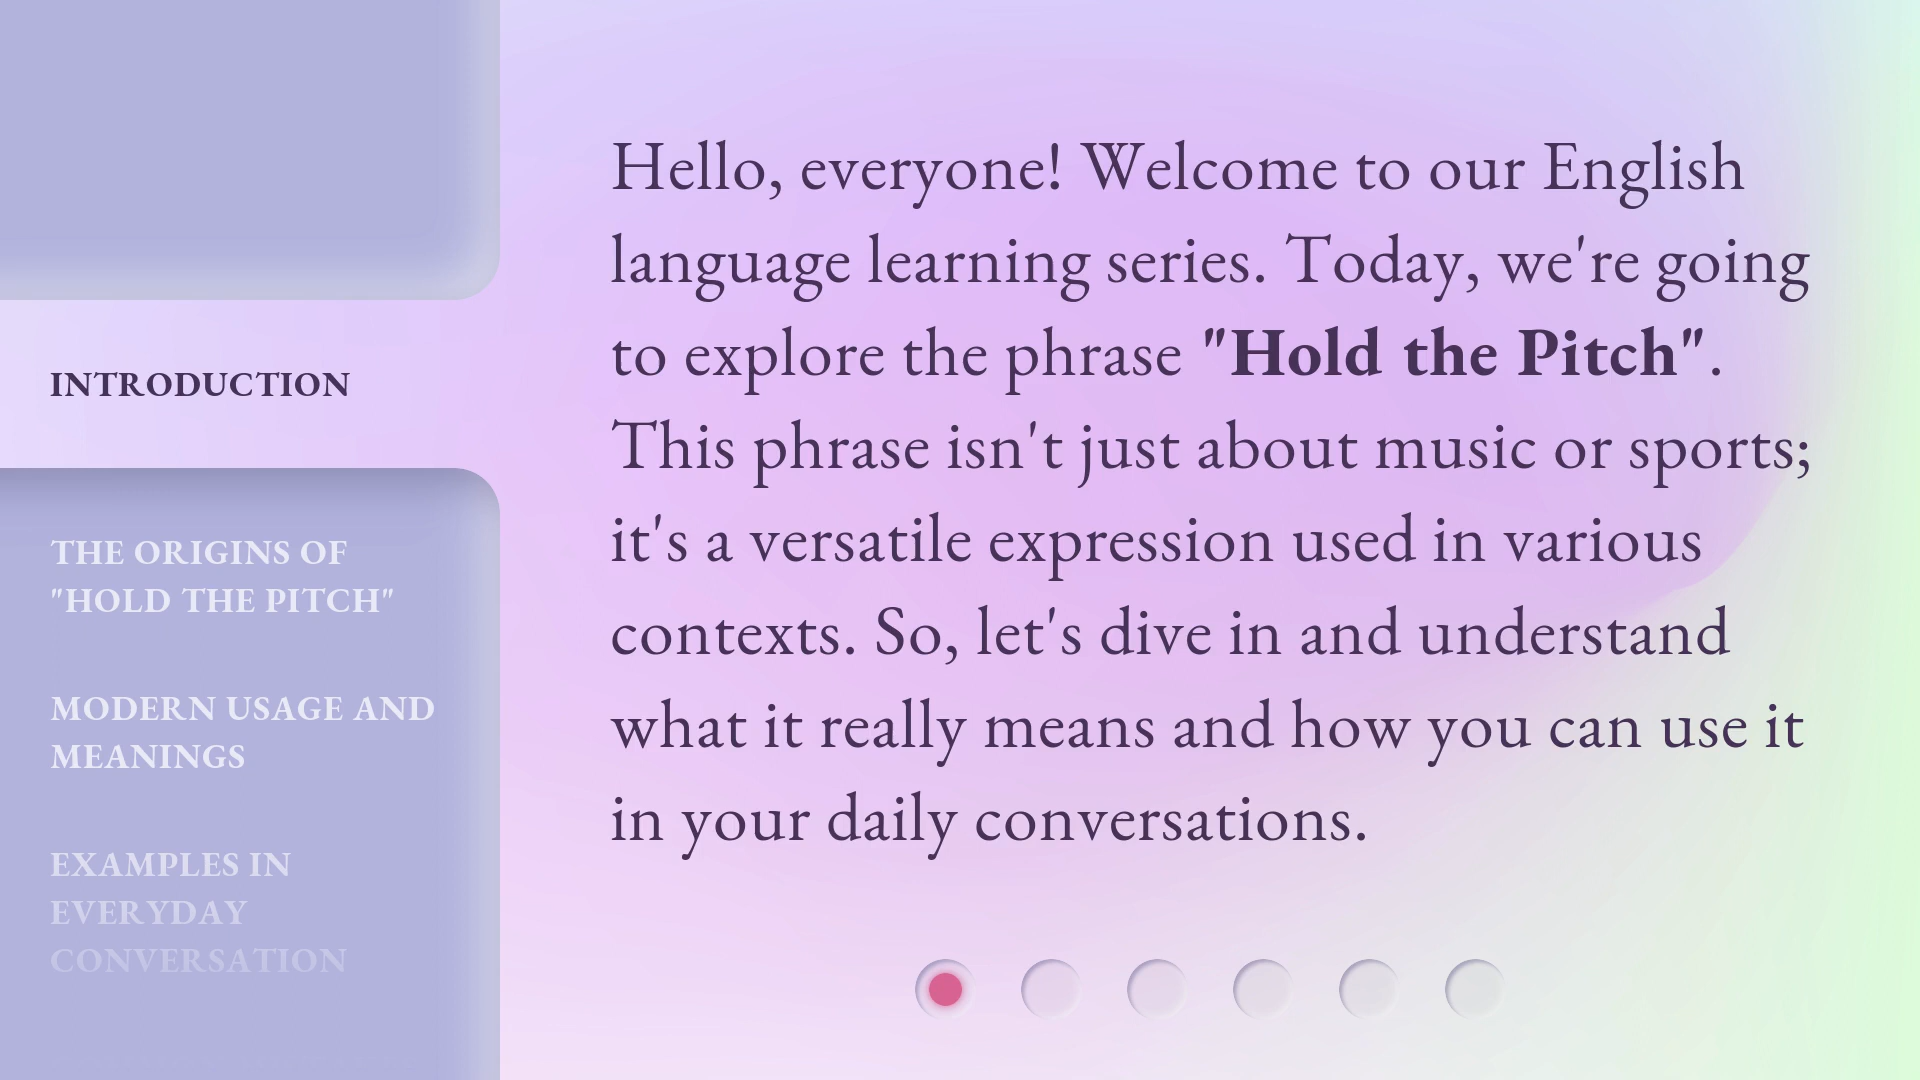 INTRODUCTION
THE ORIGINS OF
"HOLD THE PITCH"
MODERN USAGE AND
MEANINGS
EXAMPLES IN
EVERYDAY
CONVERSATION
Hello, everyone! Welcome to our English
language learning series. Today, we're going
to explore the phrase "Hold the Pitch".
This phrase isn't just about music or sports;
it's a versatile expression used in various
contexts. So, let's dive in and understand
what it really means and how you can use it
in your daily conversations.